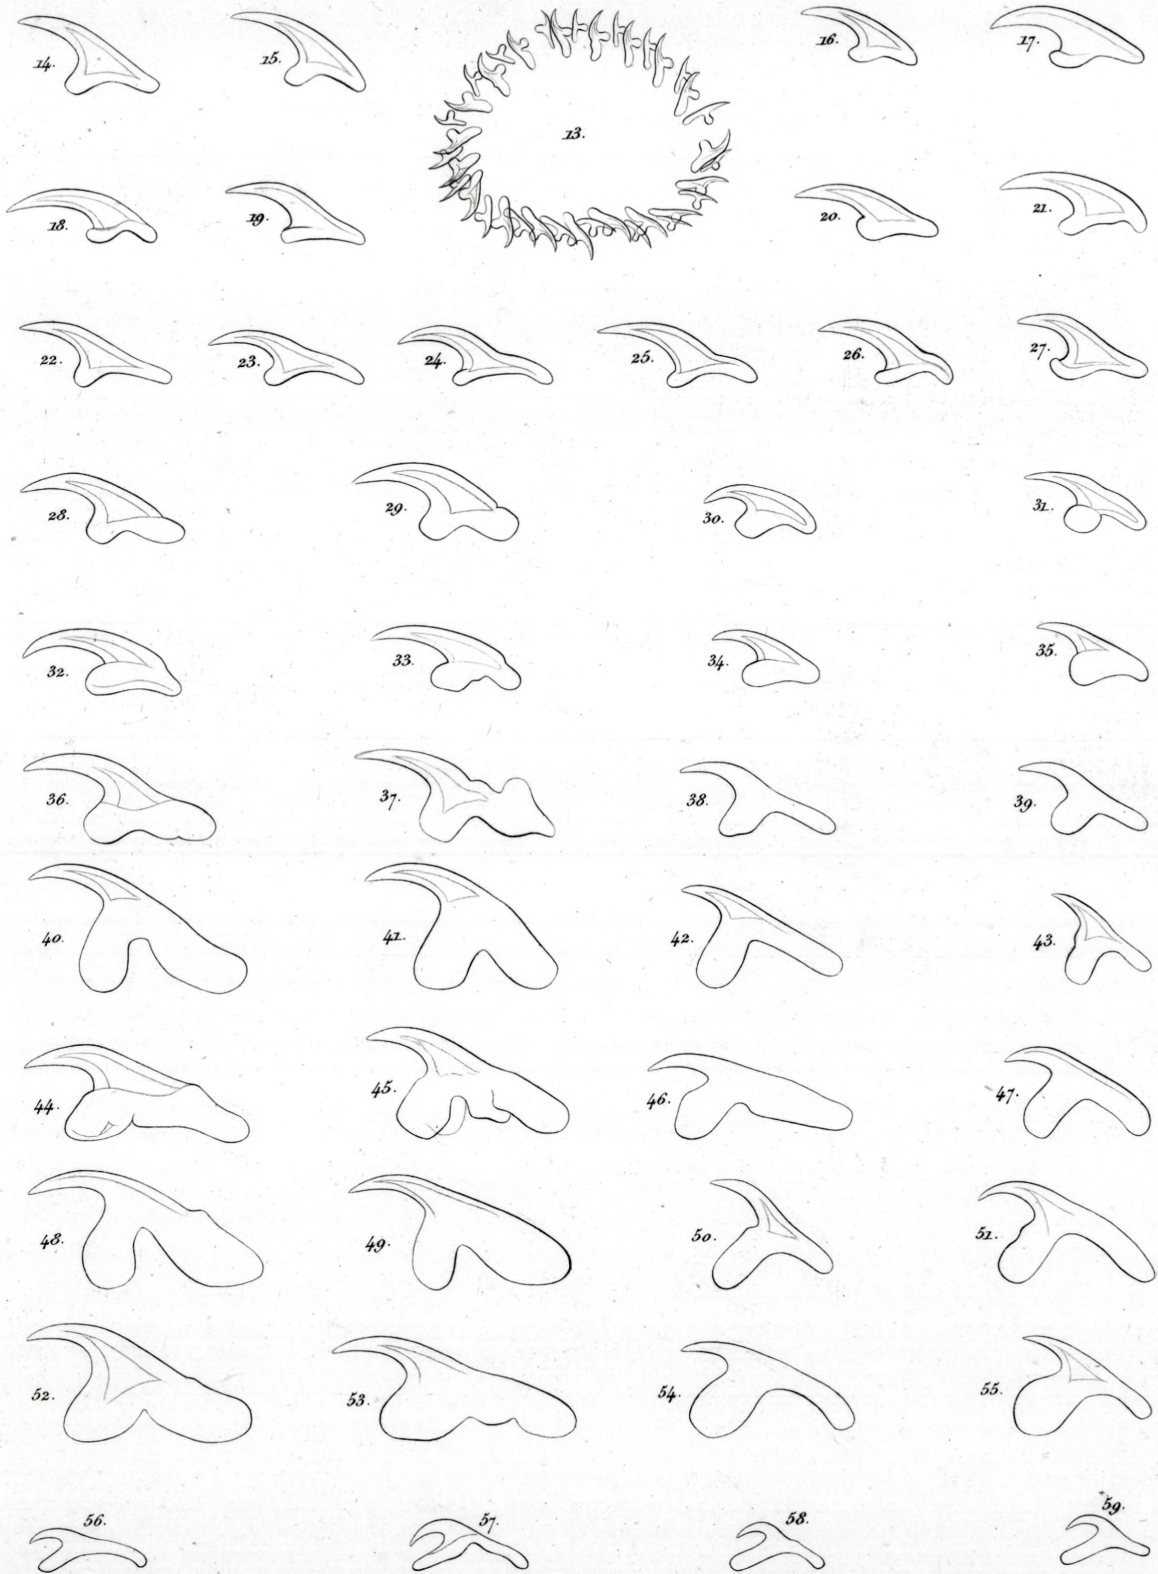 14. 15. 13. 16. 17.
18. 19. 20. 21.
22. 23. 24. 25. 26. 27.
28. 29. 30. 31.
32. 33. 34. 35.
36. 37. 38. 39.
40. 41. 42. 43.
44. 45. 46. 47.
48. 49. 50. 51.
52. 53. 54. 55.
56. 57. 58. 59.